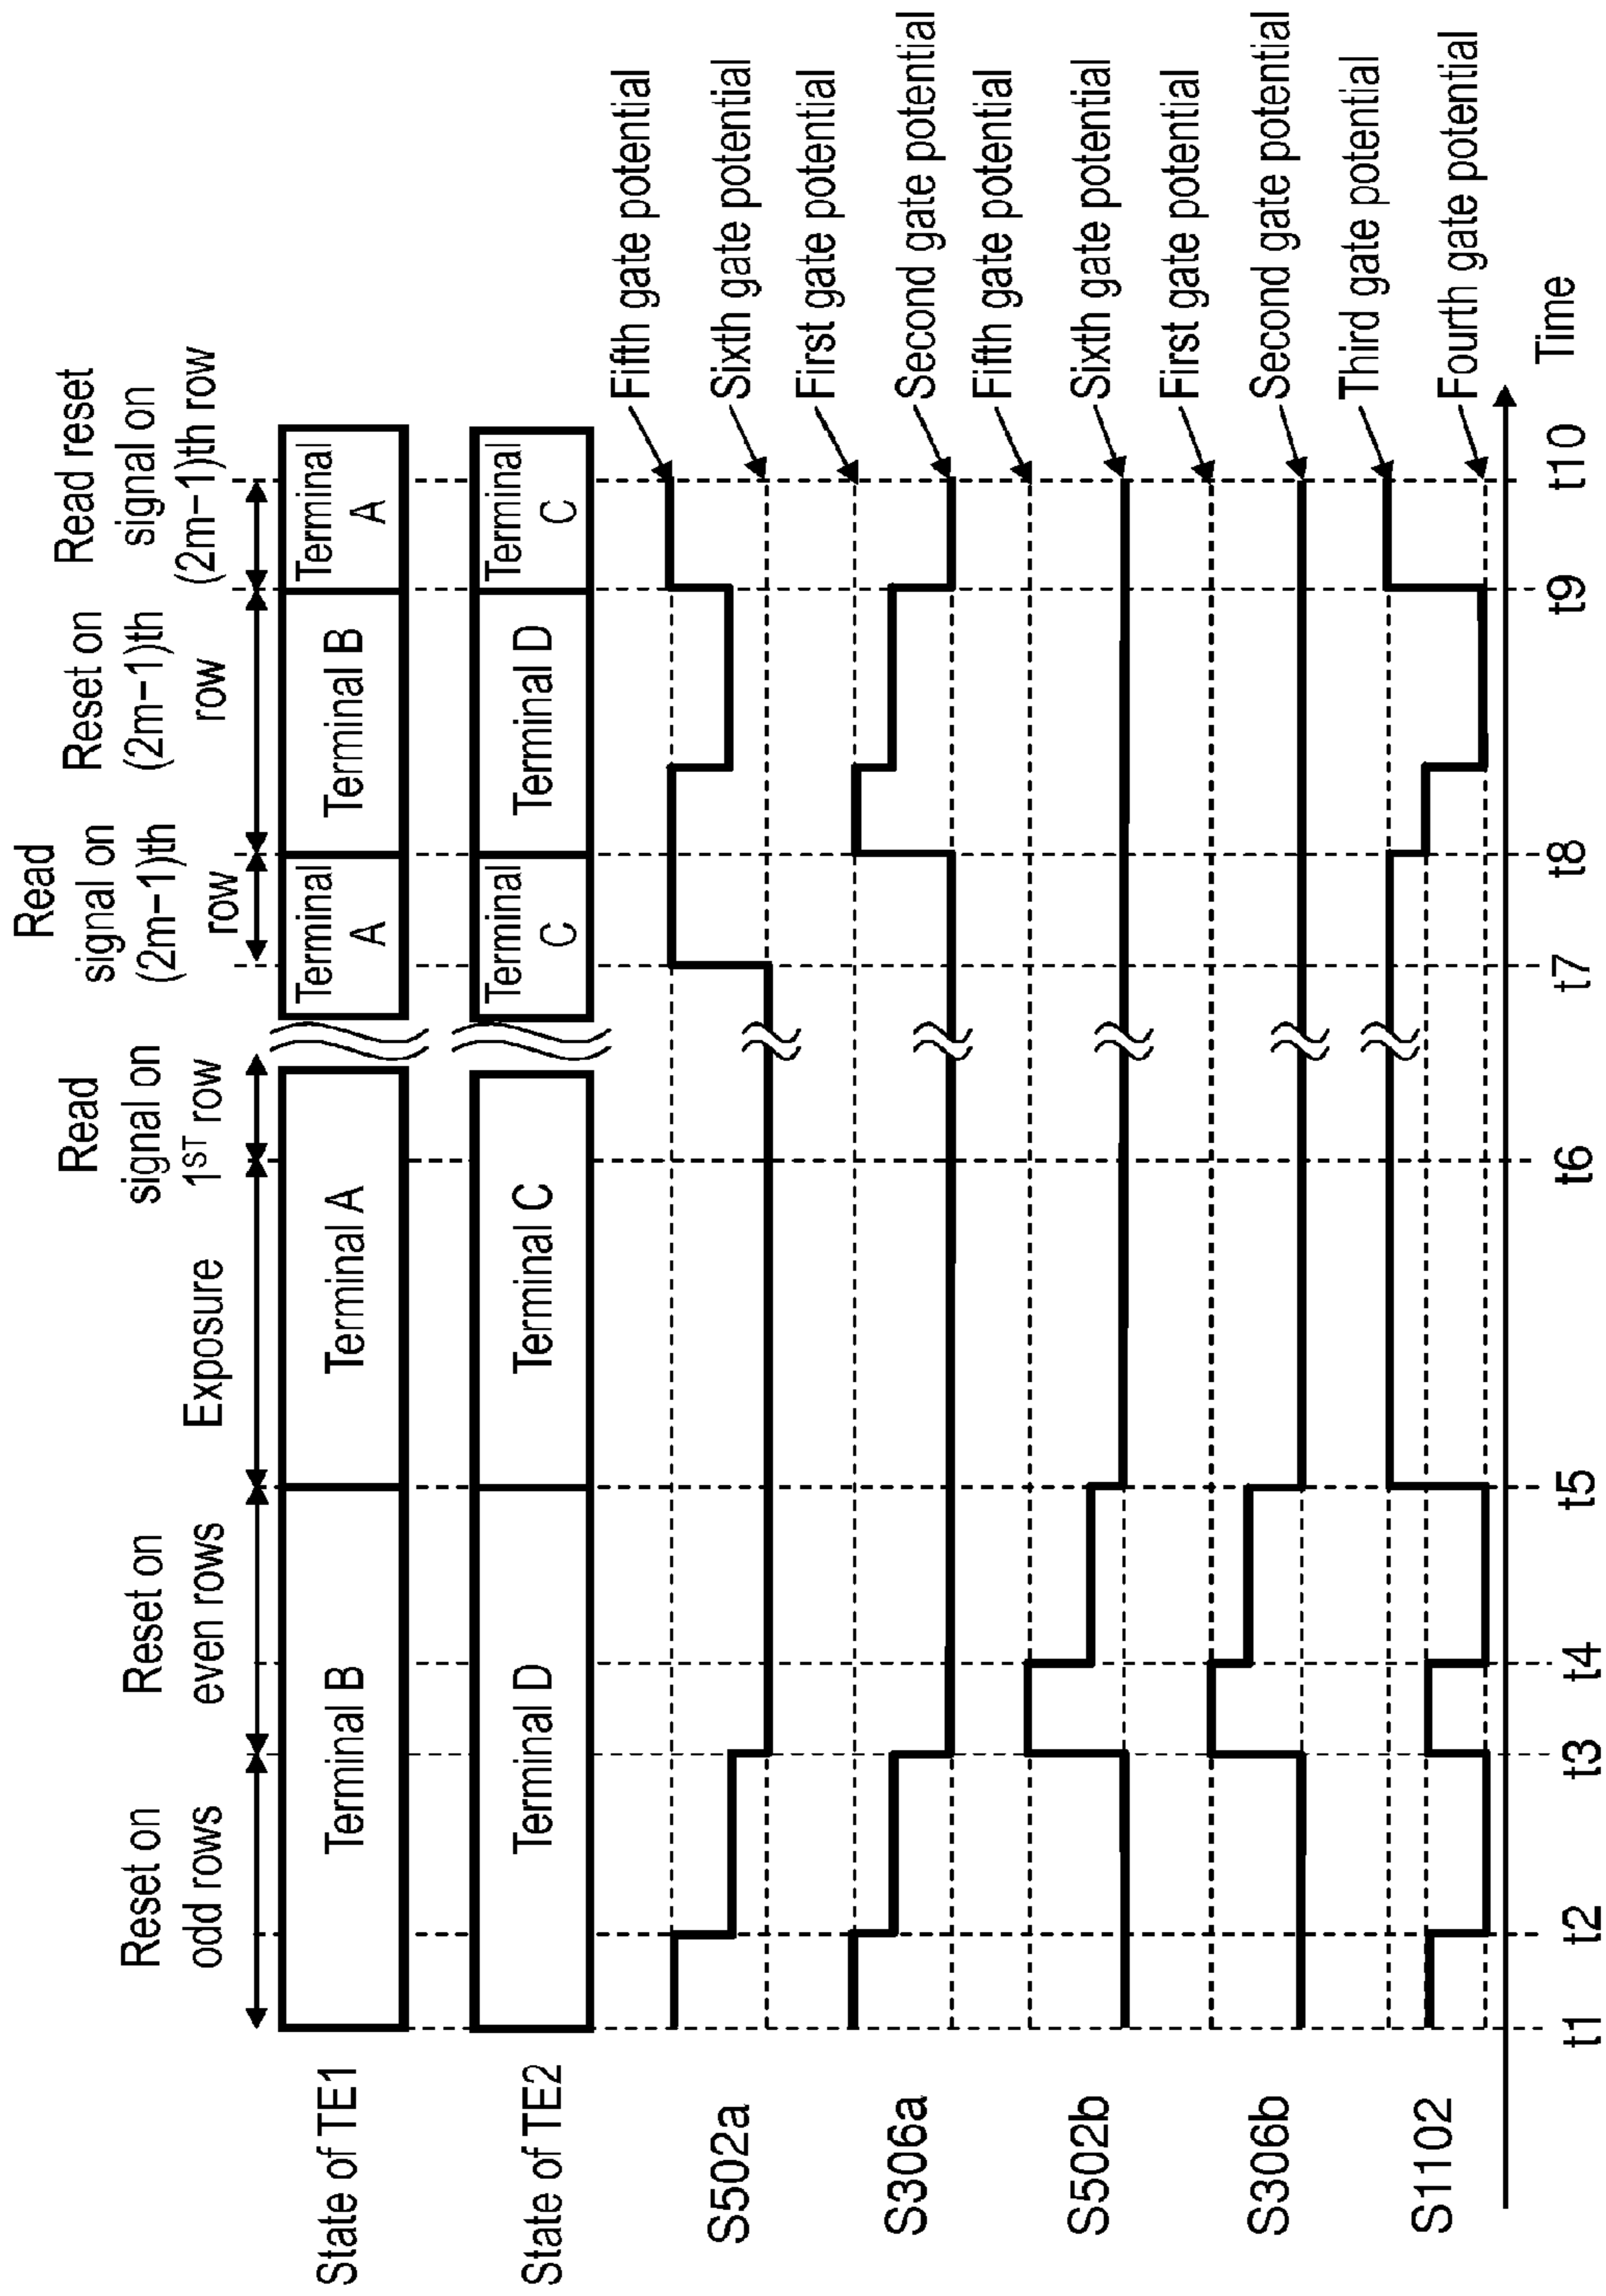 Reset on
odd rows
Reset on
even rows
Exposure
Read
signal on
1ST row
Read
signal on
(2m−1)th
row
Reset on
(2m−1)th
row
Read reset
signal on
(2m−1)th row
State of TE1
Terminal B
Terminal A
Terminal
A
Terminal B
Terminal
A
State of TE2
Terminal D
Terminal C
Terminal
C
Terminal D
Terminal
C
S502a
Fifth gate potential
Sixth gate potential
S306a
First gate potential
Second gate potential
S502b
Fifth gate potential
Sixth gate potential
S306b
First gate potential
Second gate potential
S1102
Third gate potential
Fourth gate potential
Time
t1
t2
t3
t4
t5
t6
t7
t8
t9
t10